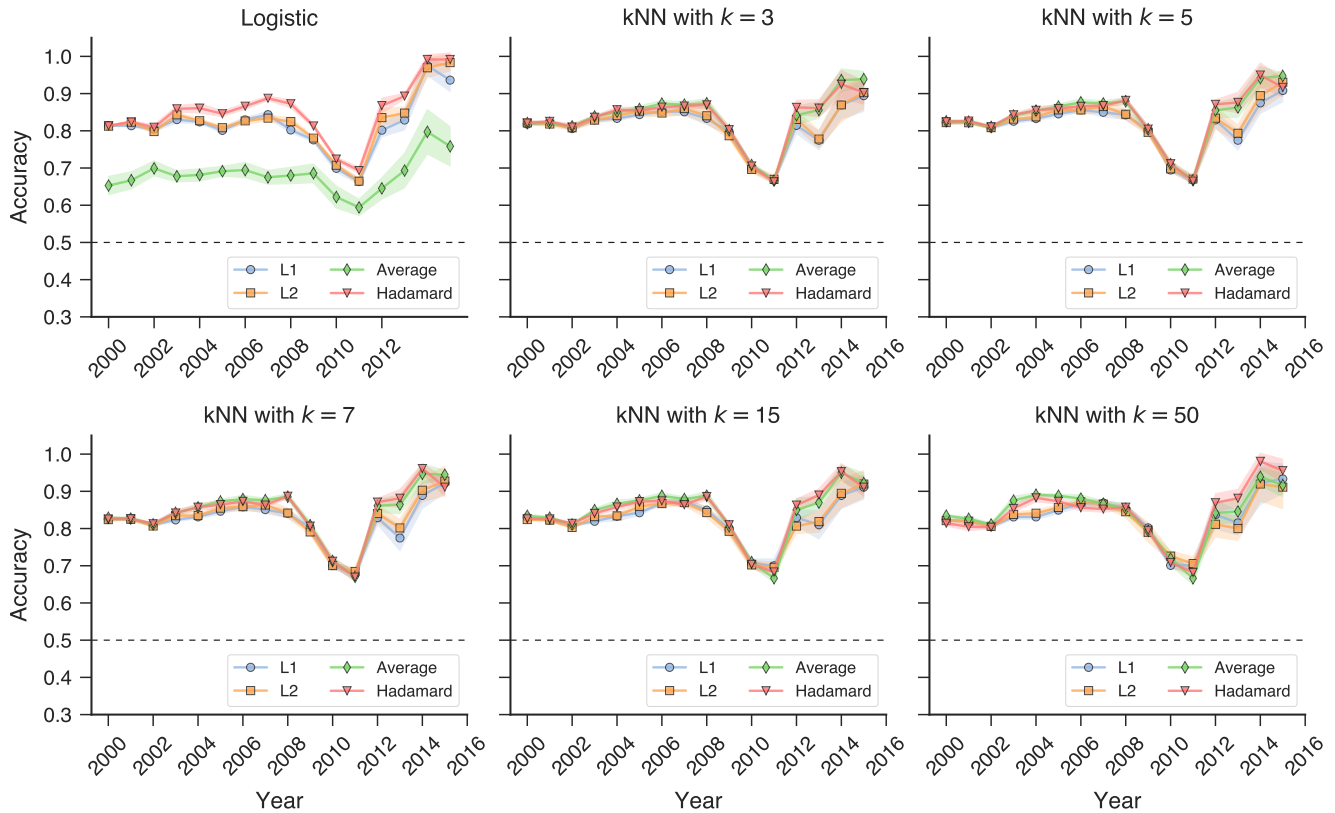 Logistic
kNN with k = 3
kNN with k = 5
Accuracy
1.0
0.9
0.8
0.7
0.6
0.5
0.4
0.3
L1
L2
Average
Hadamard
2000
2002
2004
2006
2008
2010
2012
L1
L2
Average
Hadamard
2000
2002
2004
2006
2008
2010
2012
2014
2016
L1
L2
Average
Hadamard
2000
2002
2004
2006
2008
2010
2012
2014
2016
kNN with k = 7
kNN with k = 15
kNN with k = 50
Accuracy
1.0
0.9
0.8
0.7
0.6
0.5
0.4
0.3
L1
L2
Average
Hadamard
2000
2002
2004
2006
2008
2010
2012
2014
2016
Year
L1
L2
Average
Hadamard
2000
2002
2004
2006
2008
2010
2012
2014
2016
Year
L1
L2
Average
Hadamard
2000
2002
2004
2006
2008
2010
2012
2014
2016
Year